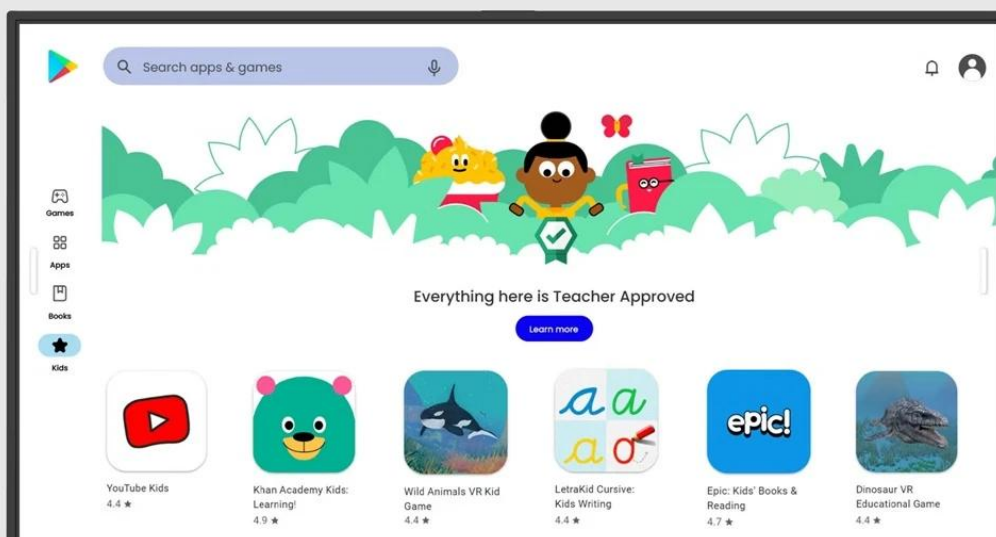 Search apps & games
Games
Apps
Books
Kids
Everything here is Teacher Approved
Learn more
YouTube Kids
4.4 ★
Khan Academy Kids:
Learning!
4.9 ★
Wild Animals VR Kid
Game
4.4 ★
a a
a o
LetraKid Cursive:
Kids Writing
4.4 ★
epic!
Epic: Kids' Books &
Reading
4.7 ★
Dinosaur VR
Educational Game
4.4 ★